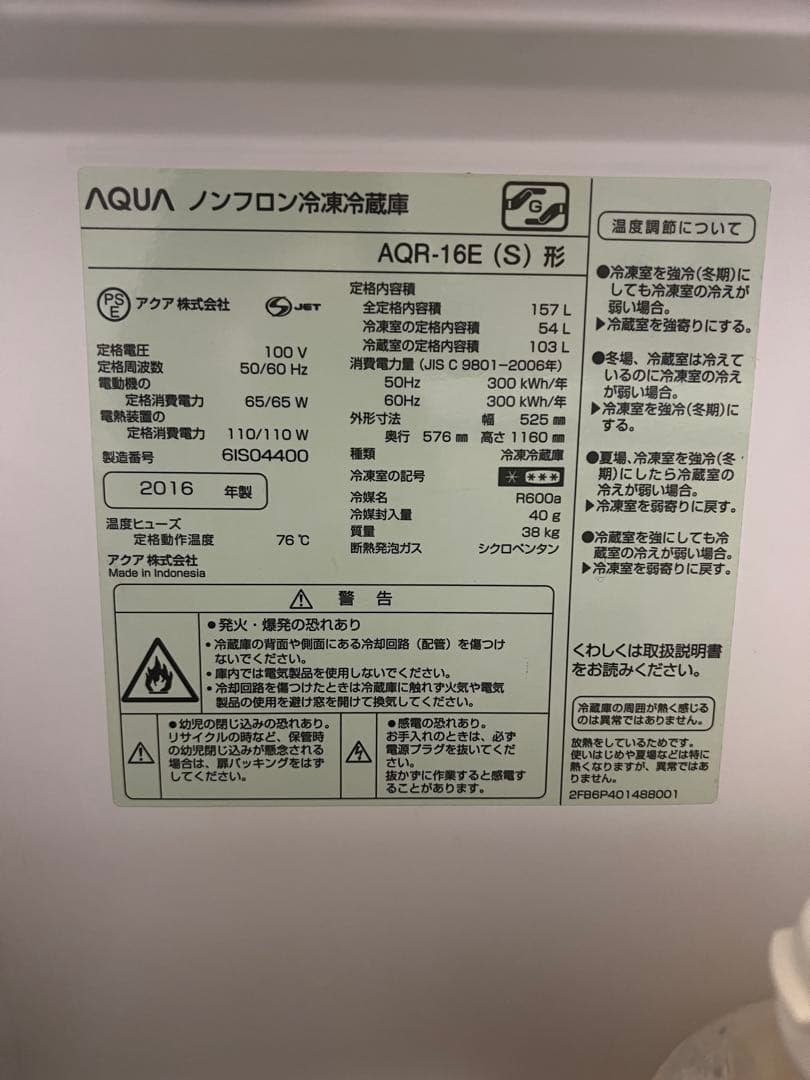 AQUA ノンフロン冷凍冷蔵庫
G
AQR-16E (S) 形
PS E アクア株式会社 S JET
定格電圧 100 V
定格周波数 50/60 Hz
電動機の
定格消費電力 65/65 W
電熱装置の
定格消費電力 110/110 W
製造番号 6IS04400
2016 年製
温度ヒューズ
定格動作温度 76℃
アクア株式会社
Made in Indonesia
定格内容積
全定格内容積 157 L
冷凍室の定格内容積 54 L
冷蔵室の定格内容積 103 L
消費電力量 (JIS C 9801-2006年)
50Hz 300 kWh/年
60Hz 300 kWh/年
外形寸法 幅 525 ㎜
奥行 576 ㎜ 高さ 1160 ㎜
種類 冷凍冷蔵庫
冷凍室の記号 * ***
冷媒名 R600a
冷媒封入量 40 g
質量 38 kg
断熱発泡ガス シクロペンタン
⚠ 警告
●発火・爆発の恐れあり
・冷蔵庫の背面や側面にある冷却回路(配管)を傷つけ
ないでください。
・庫内では電気製品を使用しないでください。
・冷却回路を傷つけたときは冷蔵庫に触れず火気や電気
製品の使用を避け窓を開けて換気してください。
●幼児の閉じ込みの恐れあり。
リサイクルの時など、保管時
の幼児閉じ込みが懸念される
場合は、扉パッキングをはず
してください。
●感電の恐れあり。
お手入れのときは、必ず
電源プラグを抜いてくだ
さい。
抜かずに作業すると感電す
ることがあります。
温度調節について
●冷凍室を強冷(冬期)に
しても冷凍室の冷えが
弱い場合。
▶冷蔵室を強寄りにする。
●冬場、冷蔵室は冷えて
いるのに冷凍室の冷え
が弱い場合。
▶冷凍室を強冷(冬期)に
する。
●夏場、冷凍室を強冷(冬
期)にしたら冷蔵室の
冷えが弱い場合。
▶冷凍室を弱寄りに戻す。
●冷蔵室を強にしても冷
蔵室の冷えが弱い場合。
▶冷凍室を弱寄りに戻す。
くわしくは取扱説明書
をお読みください。
冷蔵庫の周囲が熱く感じる
のは異常ではありません。
放熱をしているためです。
使いはじめや夏場などは特に
熱くなりますが、異常ではあ
りません。
2FB6P401488001